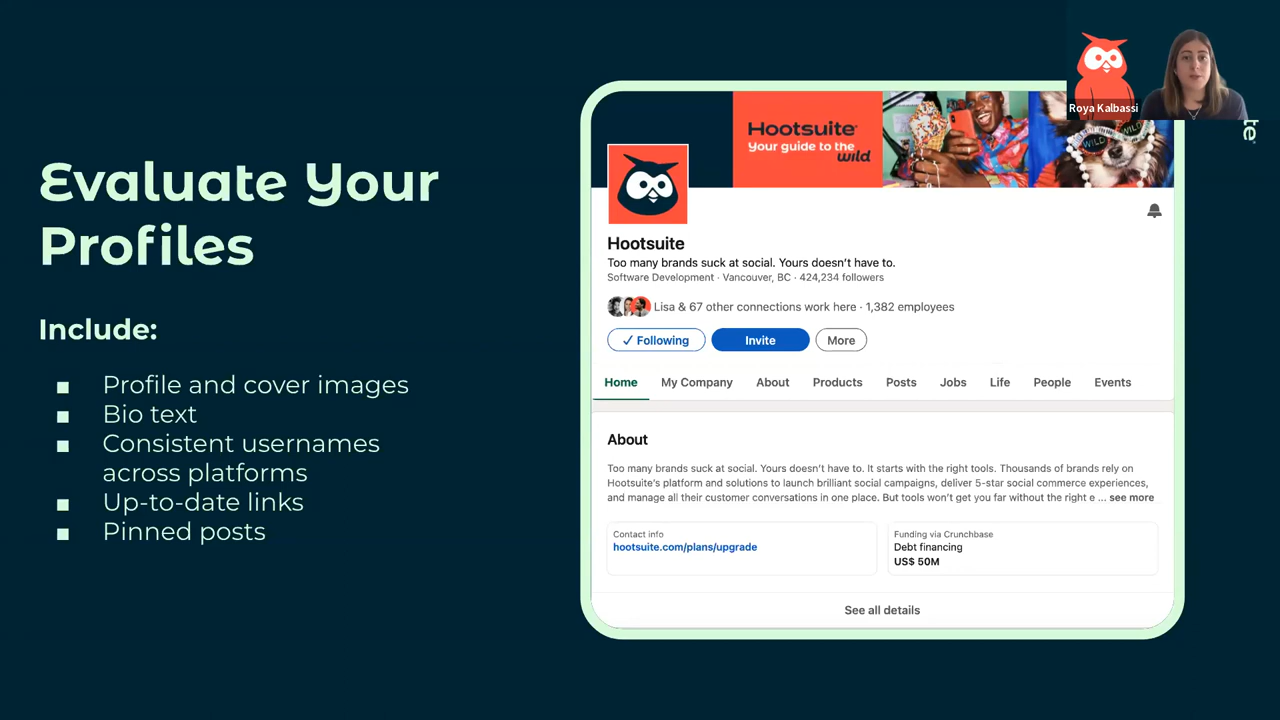 Evaluate Your
Profiles
Include:
■ Profile and cover images
■ Bio text
■ Consistent usernames
across platforms
■ Up-to-date links
■ Pinned posts
Roya Kalbassi
te
Hootsuite
Your guide to the
wild
WILD
WILD
Hootsuite
Too many brands suck at social. Yours doesn't have to.
Software Development · Vancouver, BC · 424,234 followers
Lisa & 67 other connections work here · 1,382 employees
✓ Following Invite More
Home My Company About Products Posts Jobs Life People Events
About
Too many brands suck at social. Yours doesn't have to. It starts with the right tools. Thousands of brands rely on
Hootsuite's platform and solutions to launch brilliant social campaigns, deliver 5-star social commerce experiences,
and manage all their customer conversations in one place. But tools won't get you far without the right e ... see more
Contact info
hootsuite.com/plans/upgrade
Funding via Crunchbase
Debt financing
US$ 50M
See all details